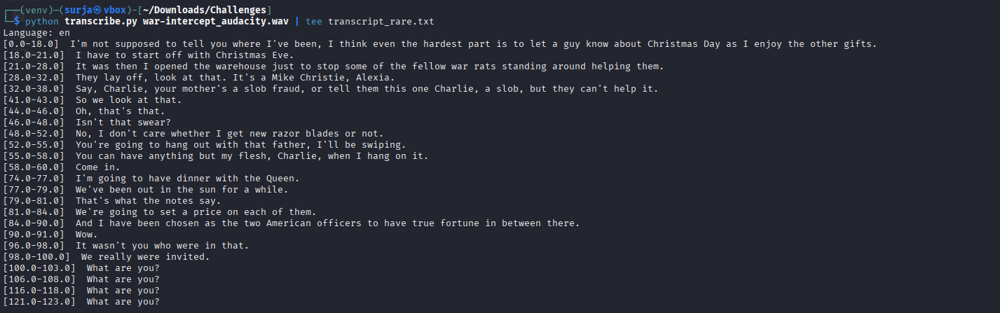 ┌──(venv)─(surja㉿vbox)-[~/Downloads/Challenges]
└─$ python transcribe.py war-intercept_audacity.wav | tee transcript_rare.txt
Language: en
[0.0-18.0]  I'm not supposed to tell you where I've been, I think even the hardest part is to let a guy know about Christmas Day as I enjoy the other gifts.
[18.0-21.0]  I have to start off with Christmas Eve.
[21.0-28.0]  It was then I opened the warehouse just to stop some of the fellow war rats standing around helping them.
[28.0-32.0]  They lay off, look at that. It's a Mike Christie, Alexia.
[32.0-38.0]  Say, Charlie, your mother's a slob fraud, or tell them this one Charlie, a slob, but they can't help it.
[41.0-43.0]  So we look at that.
[44.0-46.0]  Oh, that's that.
[46.0-48.0]  Isn't that swear?
[48.0-52.0]  No, I don't care whether I get new razor blades or not.
[52.0-55.0]  You're going to hang out with that father, I'll be swiping.
[55.0-58.0]  You can have anything but my flesh, Charlie, when I hang on it.
[58.0-60.0]  Come in.
[74.0-77.0]  I'm going to have dinner with the Queen.
[77.0-79.0]  We've been out in the sun for a while.
[79.0-81.0]  That's what the notes say.
[81.0-84.0]  We're going to set a price on each of them.
[84.0-90.0]  And I have been chosen as the two American officers to have true fortune in between there.
[90.0-91.0]  Wow.
[96.0-98.0]  It wasn't you who were in that.
[98.0-100.0]  We really were invited.
[100.0-103.0]  What are you?
[106.0-108.0]  What are you?
[116.0-118.0]  What are you?
[121.0-123.0]  What are you?